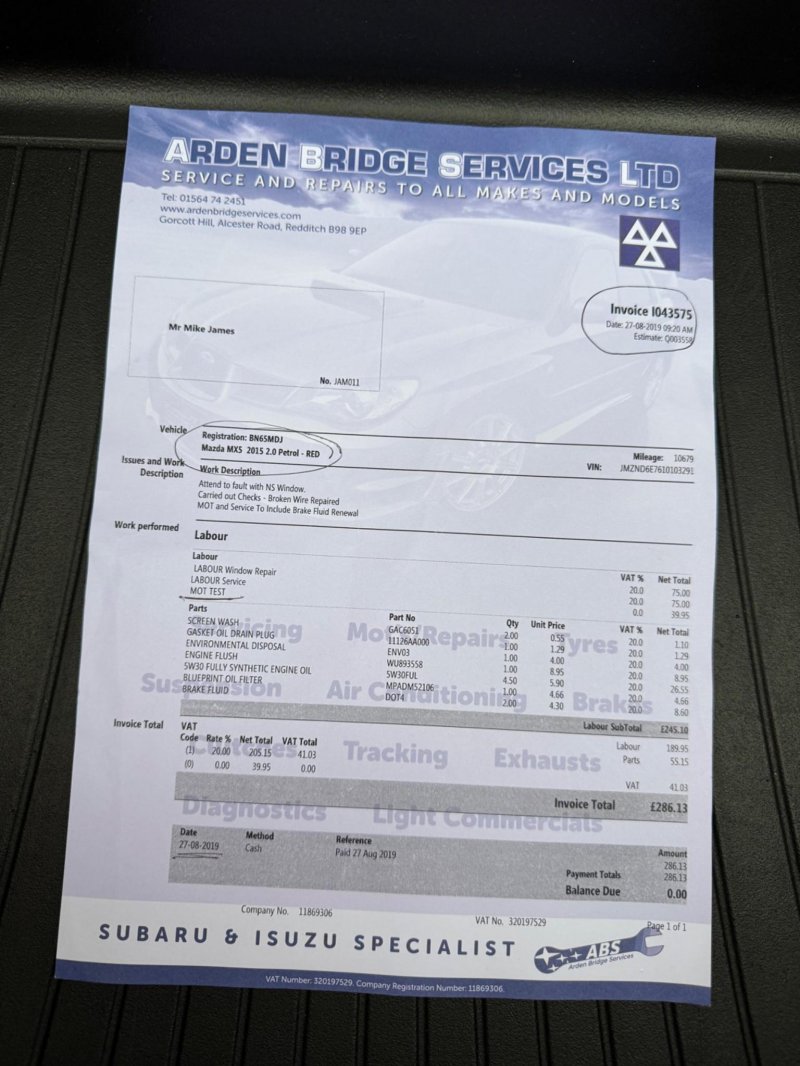 ARDEN BRIDGE SERVICES LTD
SERVICE AND REPAIRS TO ALL MAKES AND MODELS
Tel: 01564 74 2451
www.ardenbridgeservices.com
Gorcott Hill, Alcester Road, Redditch B98 9EP
Invoice I043575
Date: 27-08-2019 09:20 AM
Estimate: Q003558
Mr Mike James
No. JAM011
Vehicle
Registration: BN65MDJ
Mazda MX5 2015 2.0 Petrol - RED
Mileage: 10679
VIN: JMZND6E7610103291
Issues and Work Description
Work Description
Attend to fault with NS Window.
Carried out Checks - Broken Wire Repaired
MOT and Service To Include Brake Fluid Renewal
Work performed
Labour
Labour VAT % Net Total
LABOUR Window Repair 20.0 75.00
LABOUR Service 20.0 75.00
MOT TEST 0.0 39.95
Parts Part No Qty Unit Price VAT % Net Total
SCREEN WASH GAC6051 2.00 0.55 20.0 1.10
GASKET OIL DRAIN PLUG 11126AA000 1.00 1.29 20.0 1.29
ENVIRONMENTAL DISPOSAL ENV03 1.00 4.00 20.0 4.00
ENGINE FLUSH WU893558 1.00 8.95 20.0 8.95
5W30 FULLY SYNTHETIC ENGINE OIL 5W30FUL 4.50 5.90 20.0 26.55
BLUEPRINT OIL FILTER MPADM52106 1.00 4.66 20.0 4.66
BRAKE FLUID DOT4 2.00 4.30 20.0 8.60
Labour SubTotal £245.10
Invoice Total
VAT
Code Rate % Net Total VAT Total
(1) 20.00 205.15 41.03
(0) 0.00 39.95 0.00
Labour 189.95
Parts 55.15
VAT 41.03
Invoice Total £286.13
Motor Repairs Tyres
Suspension Air Conditioning Brakes
Tracking Exhausts
Diagnostics Light Commercials
Date Method Reference Amount
27-08-2019 Cash Paid 27 Aug 2019 286.13
Payment Totals 286.13
Balance Due 0.00
Company No. 11869306
VAT No. 320197529
Page 1 of 1
SUBARU & ISUZU SPECIALIST
ABS
Arden Bridge Services
VAT Number: 320197529. Company Registration Number: 11869306.